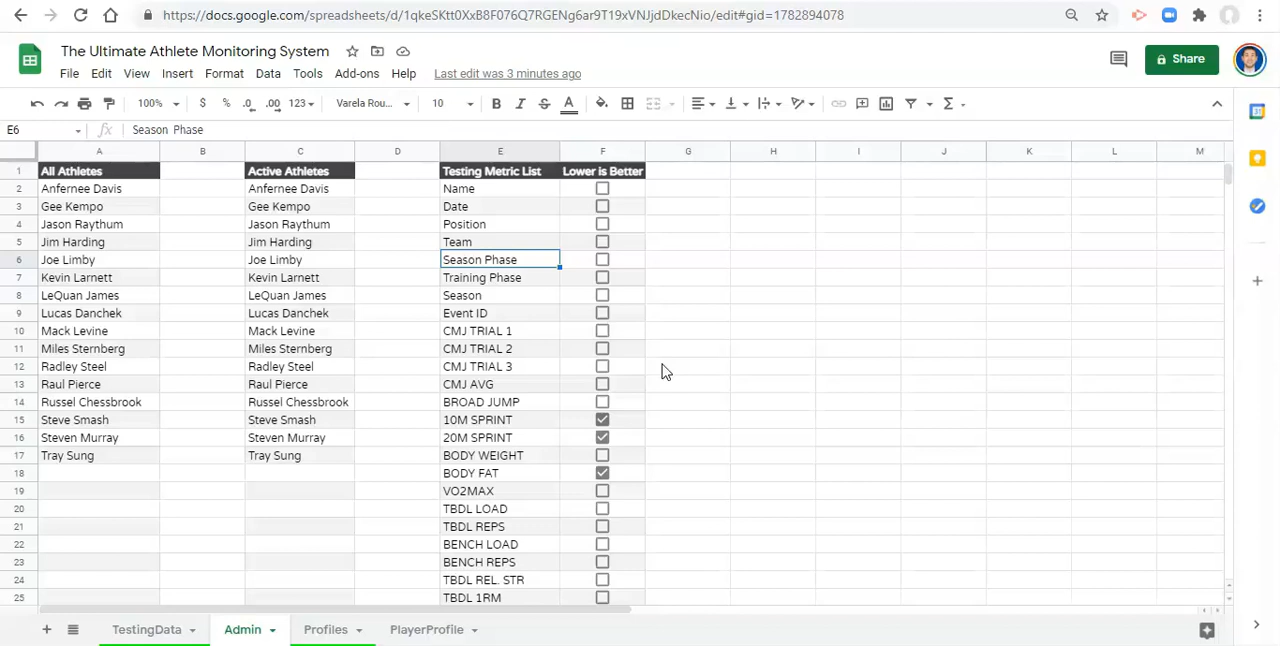 https://docs.google.com/spreadsheets/d/1qkeSKtt0XxB8F076Q7RGENg6ar9T19xVNJjdDkecNio/edit#gid=1782894078
The Ultimate Athlete Monitoring System
File Edit View Insert Format Data Tools Add-ons Help Last edit was 3 minutes ago
Share
100% $ % .0 .00 123 Varela Rou... 10 B I S A
E6 fx Season Phase
A B C D E F G H I J K L M
1 All Athletes Active Athletes Testing Metric List Lower is Better
2 Anfernee Davis Anfernee Davis Name
3 Gee Kempo Gee Kempo Date
4 Jason Raythum Jason Raythum Position
5 Jim Harding Jim Harding Team
6 Joe Limby Joe Limby Season Phase
7 Kevin Larnett Kevin Larnett Training Phase
8 LeQuan James LeQuan James Season
9 Lucas Danchek Lucas Danchek Event ID
10 Mack Levine Mack Levine CMJ TRIAL 1
11 Miles Sternberg Miles Sternberg CMJ TRIAL 2
12 Radley Steel Radley Steel CMJ TRIAL 3
13 Raul Pierce Raul Pierce CMJ AVG
14 Russel Chessbrook Russel Chessbrook BROAD JUMP
15 Steve Smash Steve Smash 10M SPRINT
16 Steven Murray Steven Murray 20M SPRINT
17 Tray Sung Tray Sung BODY WEIGHT
18 BODY FAT
19 VO2MAX
20 TBDL LOAD
21 TBDL REPS
22 BENCH LOAD
23 BENCH REPS
24 TBDL REL. STR
25 TBDL 1RM
TestingData Admin Profiles PlayerProfile